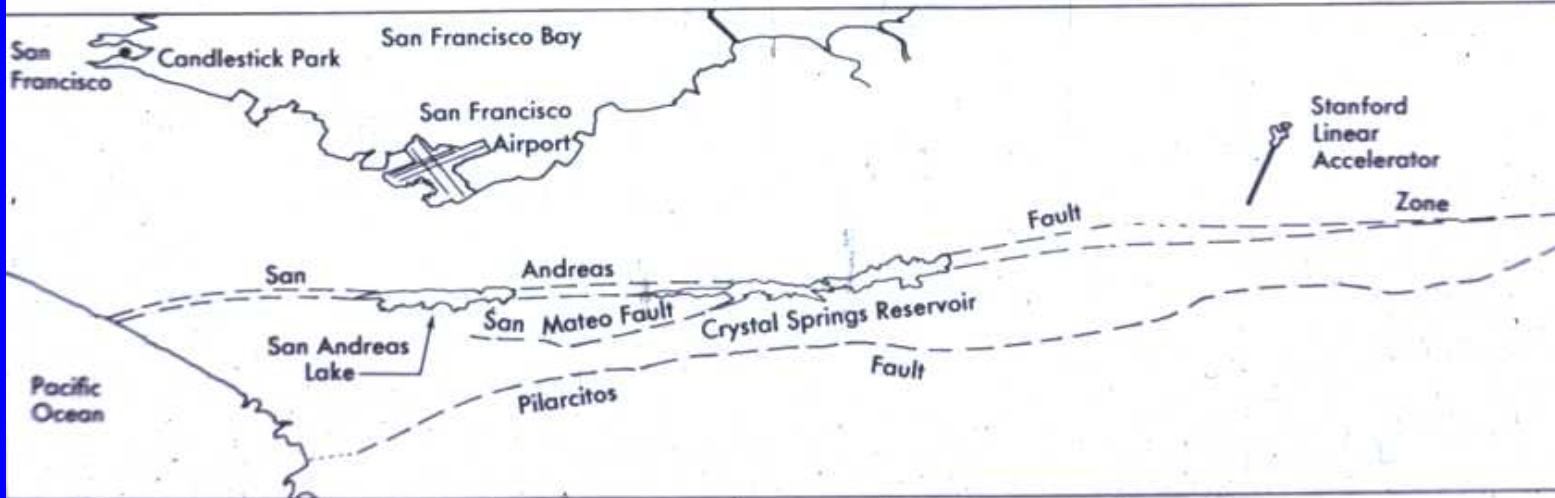 San
Francisco
Candlestick Park
San Francisco Bay
San Francisco
Airport
Stanford
Linear
Accelerator
San Andreas Fault Zone
San Mateo Fault
Crystal Springs Reservoir
San Andreas
Lake
Pilarcitos Fault
Pacific
Ocean